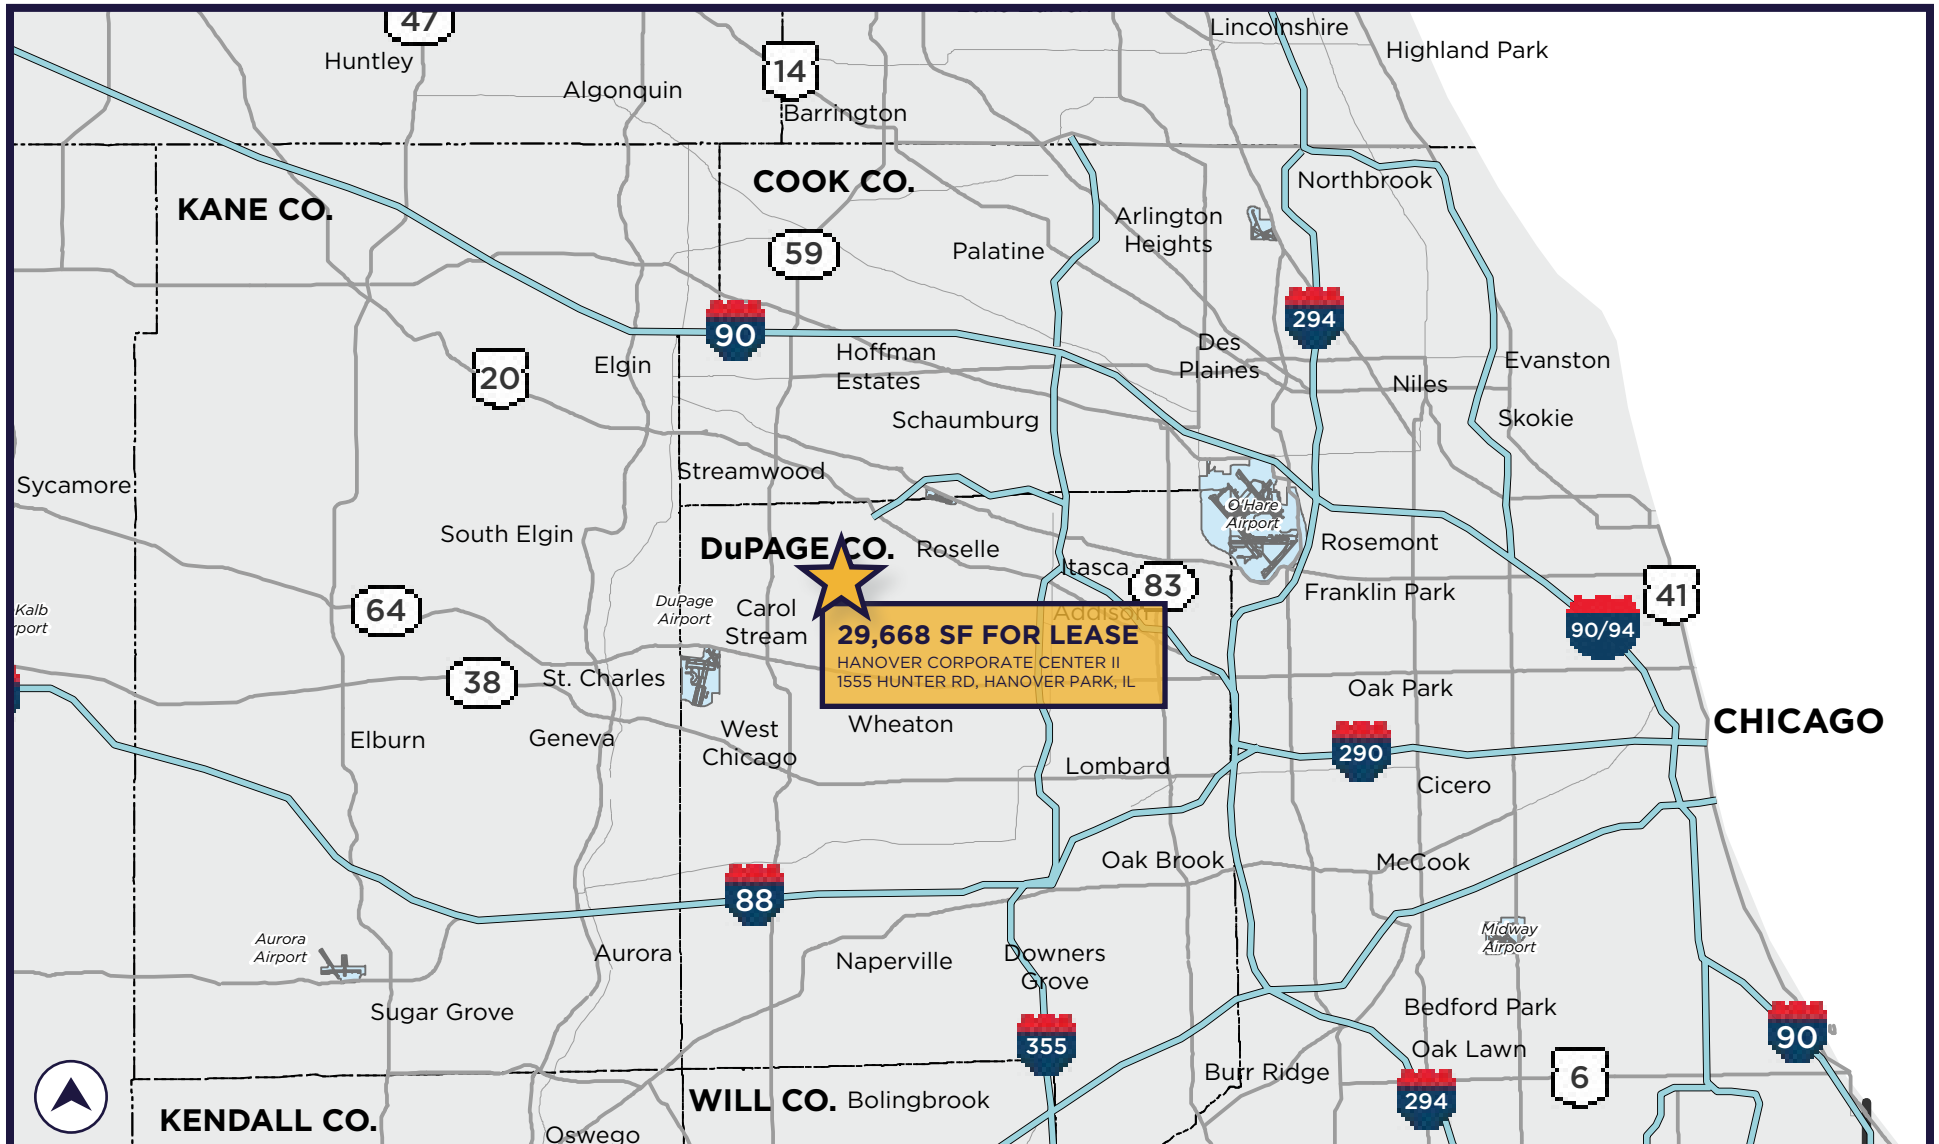 47
Huntley
Lincolnshire
Highland Park
14
Algonquin
Barrington
KANE CO.
COOK CO.
Northbrook
59
Arlington
Heights
Palatine
90
294
Hoffman
Estates
Des
Plaines
Elgin
20
Niles
Evanston
Schaumburg
Skokie
Streamwood
Sycamore
O'Hare
Airport
South Elgin
DuPAGE CO.
Roselle
Rosemont
Itasca
83
Franklin Park
41
64
DuPage
Airport
Carol
Stream
Addison
90/94
Kalb
29,668 SF FOR LEASE
HANOVER CORPORATE CENTER II
1555 HUNTER RD, HANOVER PARK, IL
38
St. Charles
Oak Park
CHICAGO
Elburn
Geneva
West
Chicago
Wheaton
290
Lombard
Cicero
Oak Brook
McCook
88
Aurora
Airport
Aurora
Naperville
Downers
Grove
Midway
Airport
Sugar Grove
Bedford Park
355
Oak Lawn
90
Burr Ridge
6
294
KENDALL CO.
WILL CO.
Bolingbrook
Oswego